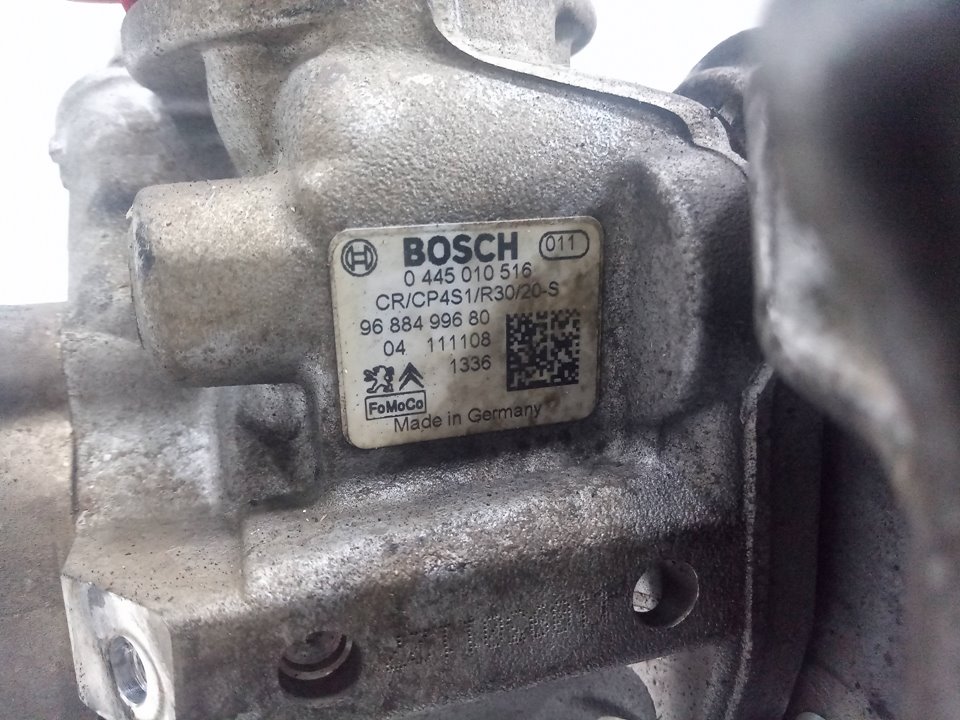 BOSCH 011
0 445 010 516
CR/CP4S1/R30/20-S
96 884 996 80
04 111108
1336
FoMoCo
Made in Germany